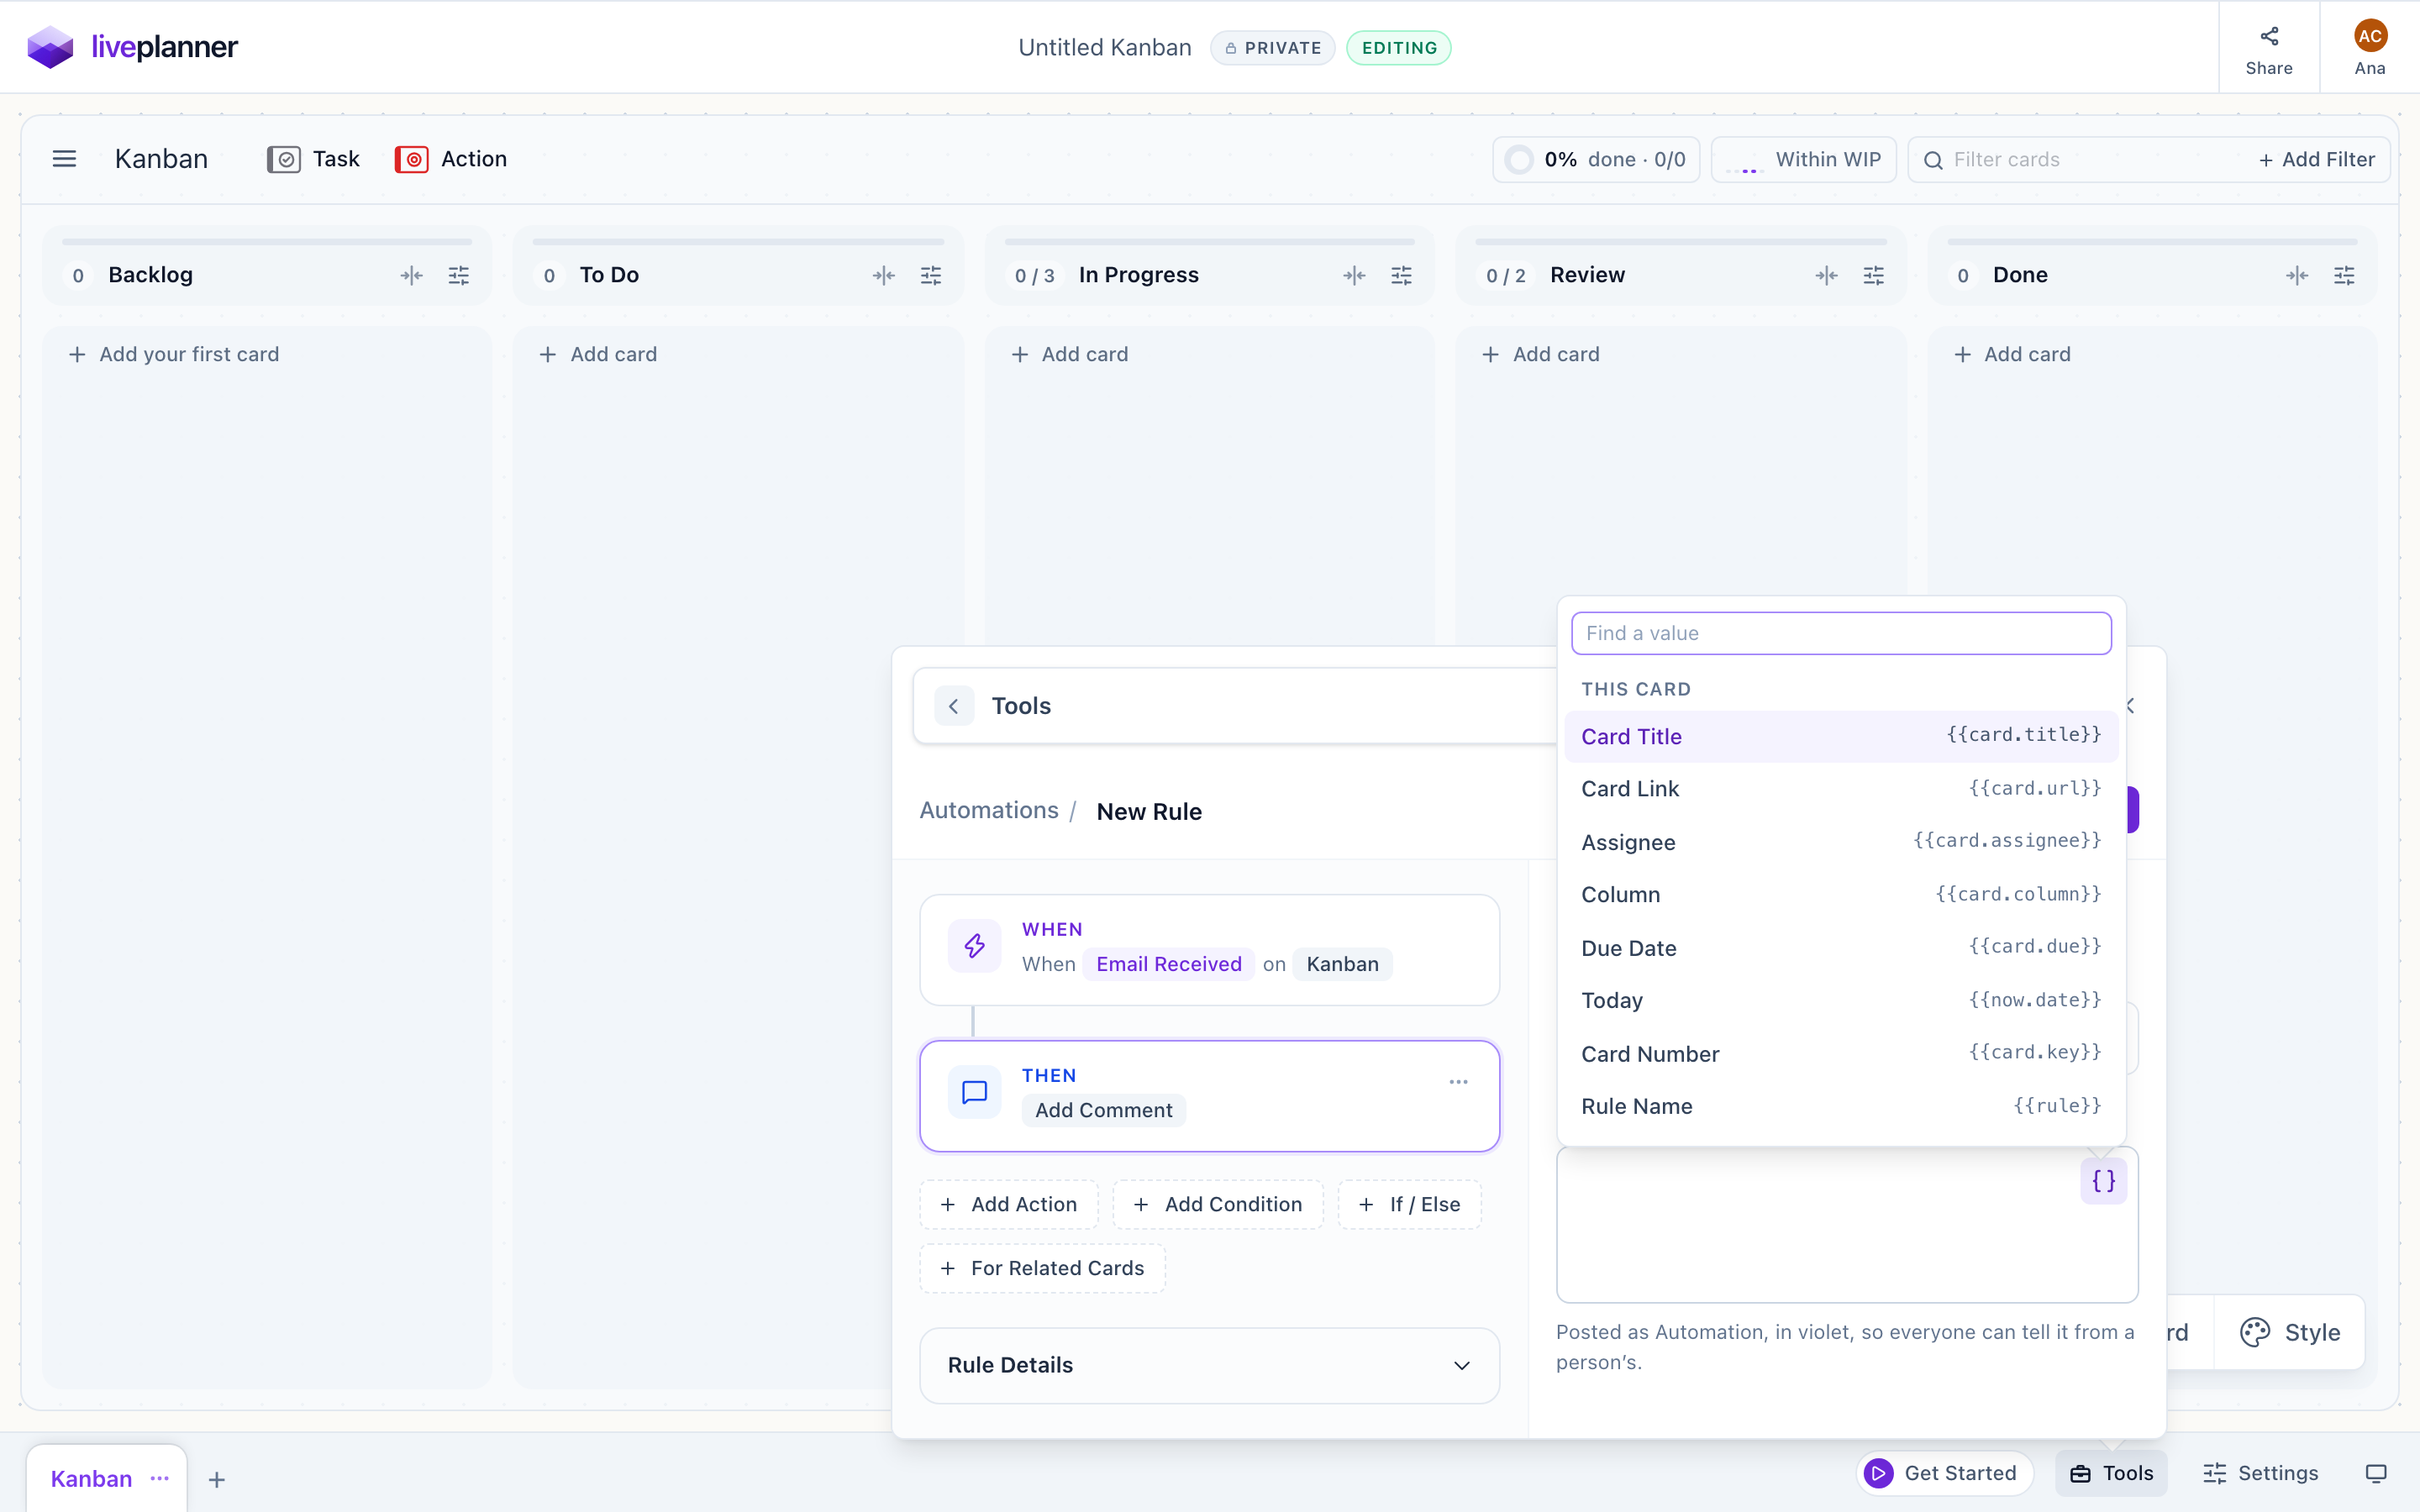 liveplanner
Untitled Kanban
PRIVATE
EDITING
Share
AC
Ana
Kanban
Task
Action
0% done · 0/0
Within WIP
Filter cards
+ Add Filter
0 Backlog
0 To Do
0 / 3 In Progress
0 / 2 Review
0 Done
+ Add your first card
+ Add card
+ Add card
+ Add card
+ Add card
Find a value
THIS CARD
Card Title {{card.title}}
Card Link {{card.url}}
Assignee {{card.assignee}}
Column {{card.column}}
Due Date {{card.due}}
Today {{now.date}}
Card Number {{card.key}}
Rule Name {{rule}}
Tools
Automations / New Rule
WHEN
When Email Received on Kanban
THEN
Add Comment
+ Add Action
+ Add Condition
+ If / Else
+ For Related Cards
Rule Details
{}
Posted as Automation, in violet, so everyone can tell it from a
person's.
rd
Style
Kanban
+
Get Started
Tools
Settings